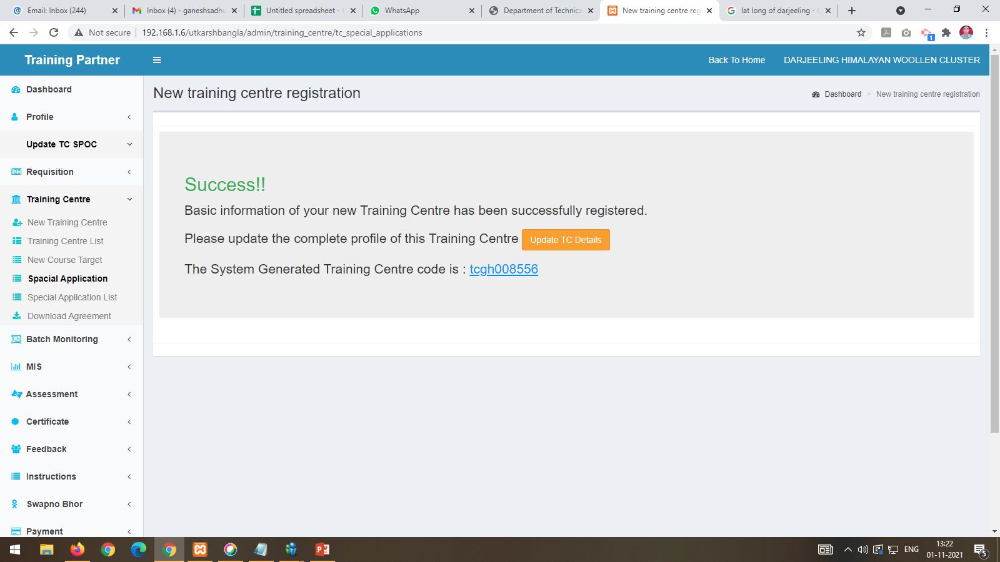 Email: Inbox (244)
Inbox (4) - ganeshsadhu
Untitled spreadsheet - G
WhatsApp
Department of Technica
New training centre reg
lat long of darjeeling - G
Not secure
192.168.1.6/utkarshbangla/admin/training_centre/tc_special_applications
1
Training Partner
Back To Home
DARJEELING HIMALAYAN WOOLLEN CLUSTER
Dashboard
Profile
Update TC SPOC
Requisition
Training Centre
New Training Centre
Training Centre List
New Course Target
Spacial Application
Special Application List
Download Agreement
Batch Monitoring
MIS
Assessment
Certificate
Feedback
Instructions
Swapno Bhor
Payment
New training centre registration
Dashboard > New training centre registration
Success!!
Basic information of your new Training Centre has been successfully registered.
Please update the complete profile of this Training Centre Update TC Details
The System Generated Training Centre code is : tcgh008556
ENG
13:22
01-11-2021
5